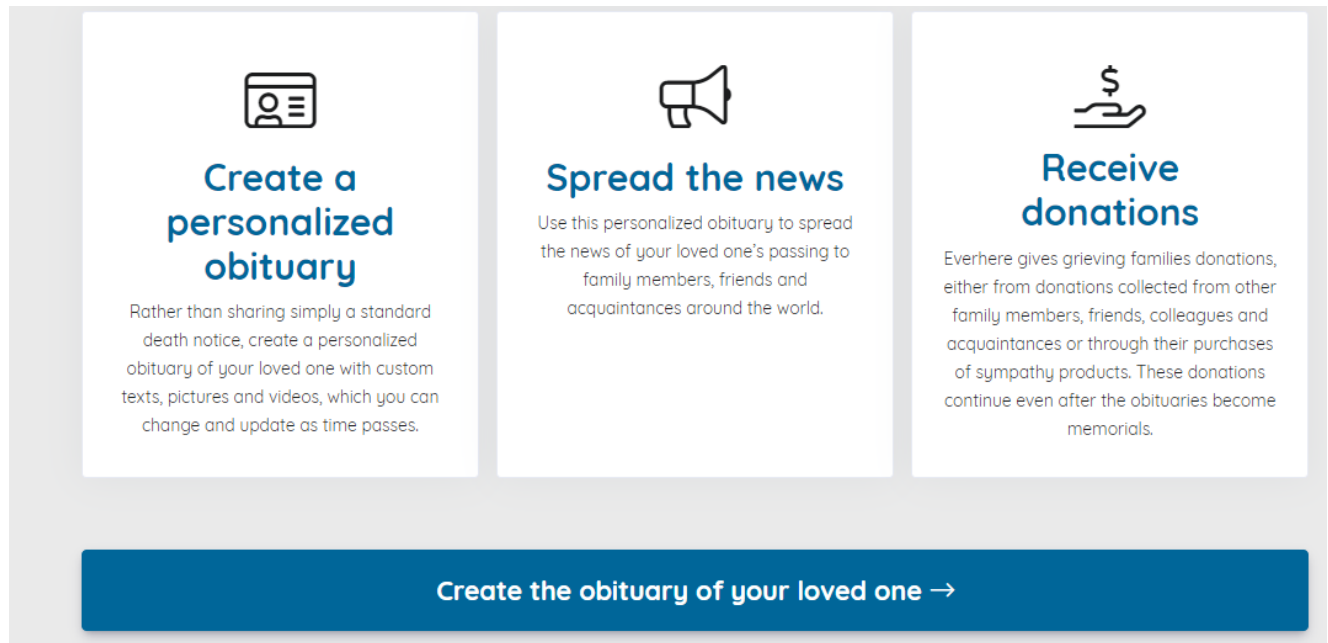 Create a
personalized
obituary
Rather than sharing simply a standard
death notice, create a personalized
obituary of your loved one with custom
texts, pictures and videos, which you can
change and update as time passes.
Spread the news
Use this personalized obituary to spread
the news of your loved one’s passing to
family members, friends and
acquaintances around the world.
$
Receive
donations
Everhere gives grieving families donations,
either from donations collected from other
family members, friends, colleagues and
acquaintances or through their purchases
of sympathy products. These donations
continue even after the obituaries become
memorials.
Create the obituary of your loved one →